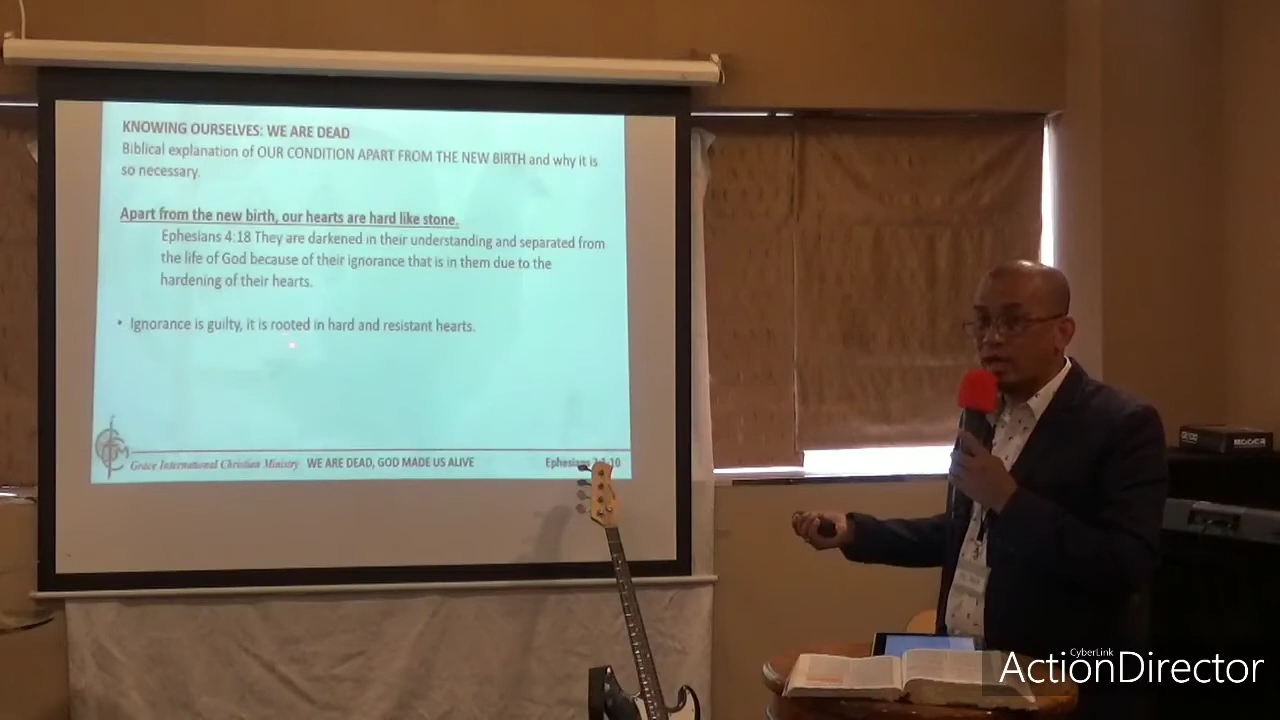 KNOWING OURSELVES: WE ARE DEAD
Biblical explanation of OUR CONDITION APART FROM THE NEW BIRTH and why it is
so necessary.
Apart from the new birth, our hearts are hard like stone.
Ephesians 4:18 They are darkened in their understanding and separated from
the life of God because of their ignorance that is in them due to the
hardening of their hearts.
• Ignorance is guilty, it is rooted in hard and resistant hearts.
Grace International Christian Ministry WE ARE DEAD, GOD MADE US ALIVE Ephesians
MOOER
CyberLink
ActionDirector